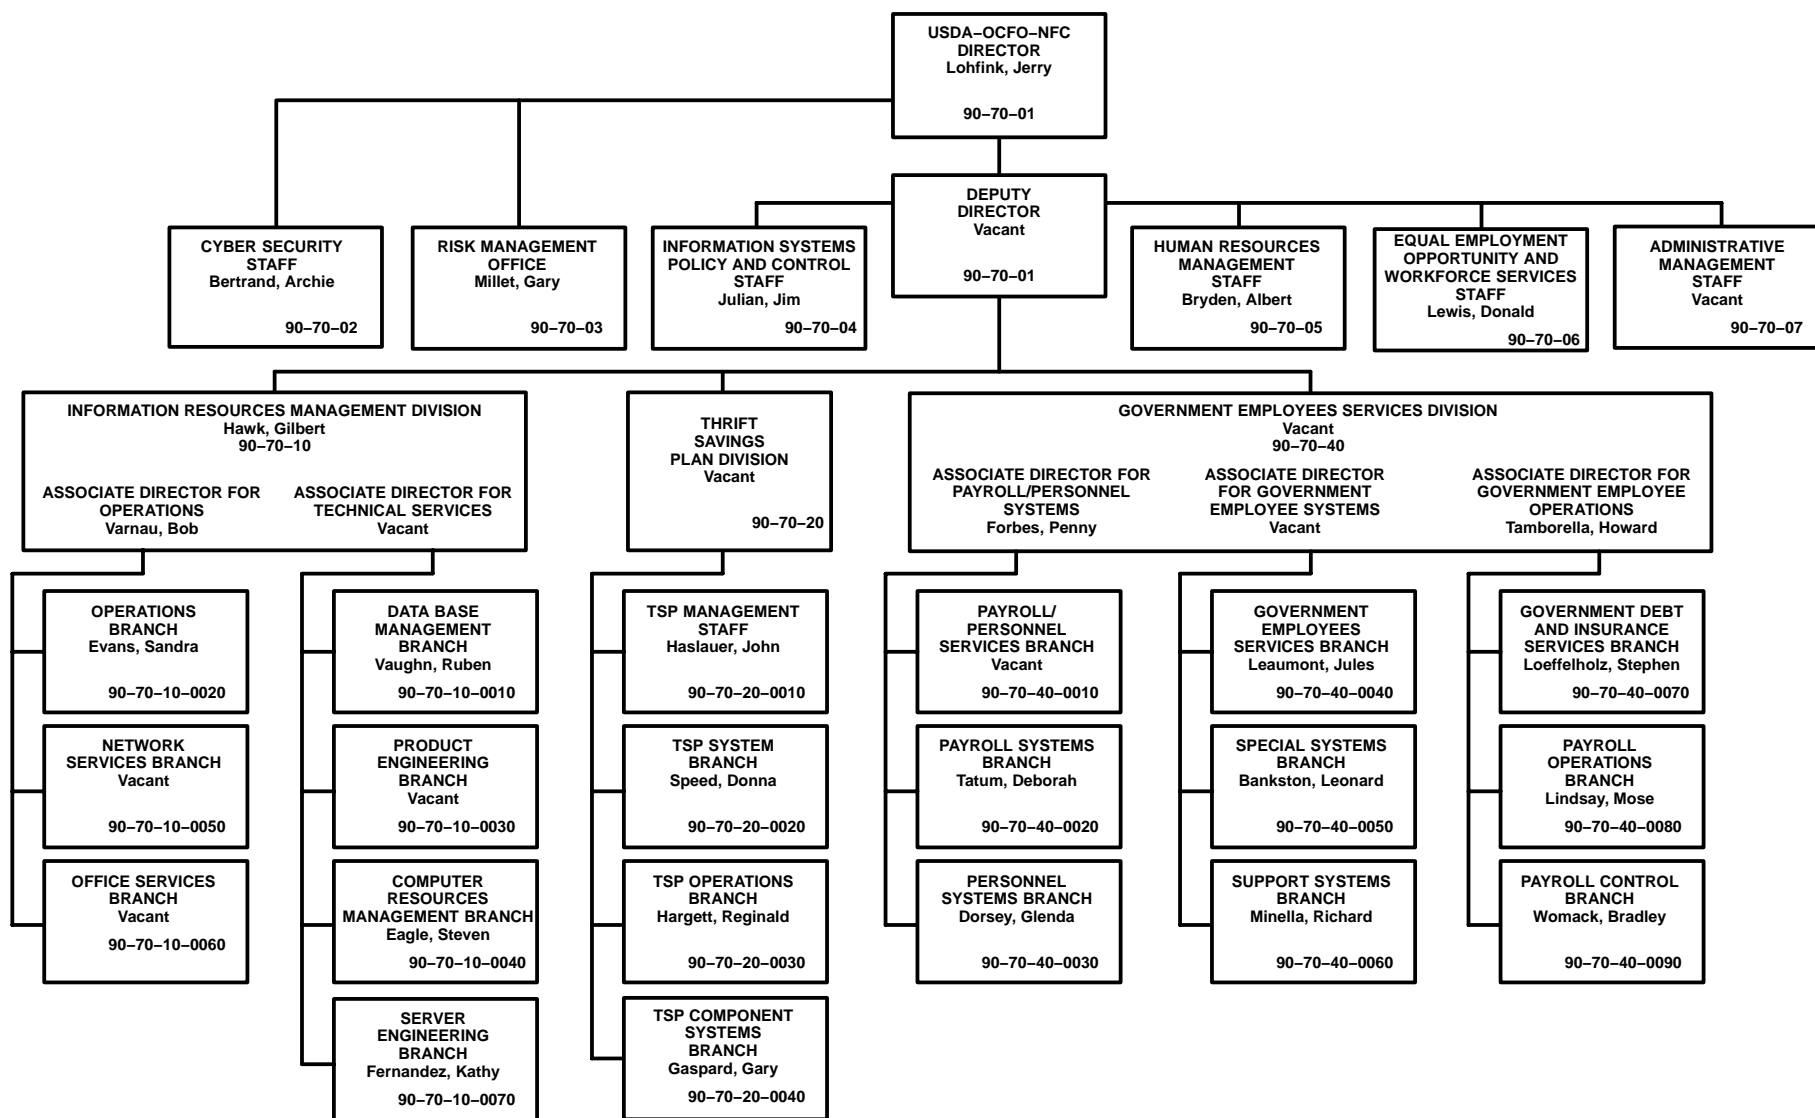 USDA–OCFO–NFC
DIRECTOR
Lohfink, Jerry
90–70–01
DEPUTY
DIRECTOR
Vacant
90–70–01
CYBER SECURITY
STAFF
Bertrand, Archie
90–70–02
RISK MANAGEMENT
OFFICE
Millet, Gary
90–70–03
INFORMATION SYSTEMS
POLICY AND CONTROL
STAFF
Julian, Jim
90–70–04
HUMAN RESOURCES
MANAGEMENT
STAFF
Bryden, Albert
90–70–05
EQUAL EMPLOYMENT
OPPORTUNITY AND
WORKFORCE SERVICES
STAFF
Lewis, Donald
90–70–06
ADMINISTRATIVE
MANAGEMENT
STAFF
Vacant
90–70–07
INFORMATION RESOURCES MANAGEMENT DIVISION
Hawk, Gilbert
90–70–10
ASSOCIATE DIRECTOR FOR
OPERATIONS
Varnau, Bob
ASSOCIATE DIRECTOR FOR
TECHNICAL SERVICES
Vacant
THRIFT
SAVINGS
PLAN DIVISION
Vacant
90–70–20
GOVERNMENT EMPLOYEES SERVICES DIVISION
Vacant
90–70–40
ASSOCIATE DIRECTOR FOR
PAYROLL/PERSONNEL
SYSTEMS
Forbes, Penny
ASSOCIATE DIRECTOR
FOR GOVERNMENT
EMPLOYEE SYSTEMS
Vacant
ASSOCIATE DIRECTOR FOR
GOVERNMENT EMPLOYEE
OPERATIONS
Tamborella, Howard
OPERATIONS
BRANCH
Evans, Sandra
90–70–10–0020
DATA BASE
MANAGEMENT
BRANCH
Vaughn, Ruben
90–70–10–0010
TSP MANAGEMENT
STAFF
Haslauer, John
90–70–20–0010
PAYROLL/
PERSONNEL
SERVICES BRANCH
Vacant
90–70–40–0010
GOVERNMENT
EMPLOYEES
SERVICES BRANCH
Leaumont, Jules
90–70–40–0040
GOVERNMENT DEBT
AND INSURANCE
SERVICES BRANCH
Loeffelholz, Stephen
90–70–40–0070
NETWORK
SERVICES BRANCH
Vacant
90–70–10–0050
PRODUCT
ENGINEERING
BRANCH
Vacant
90–70–10–0030
TSP SYSTEM
BRANCH
Speed, Donna
90–70–20–0020
PAYROLL SYSTEMS
BRANCH
Tatum, Deborah
90–70–40–0020
SPECIAL SYSTEMS
BRANCH
Bankston, Leonard
90–70–40–0050
PAYROLL
OPERATIONS
BRANCH
Lindsay, Mose
90–70–40–0080
OFFICE SERVICES
BRANCH
Vacant
90–70–10–0060
COMPUTER
RESOURCES
MANAGEMENT BRANCH
Eagle, Steven
90–70–10–0040
TSP OPERATIONS
BRANCH
Hargett, Reginald
90–70–20–0030
PERSONNEL
SYSTEMS BRANCH
Dorsey, Glenda
90–70–40–0030
SUPPORT SYSTEMS
BRANCH
Minella, Richard
90–70–40–0060
PAYROLL CONTROL
BRANCH
Womack, Bradley
90–70–40–0090
SERVER
ENGINEERING
BRANCH
Fernandez, Kathy
90–70–10–0070
TSP COMPONENT
SYSTEMS
BRANCH
Gaspard, Gary
90–70–20–0040